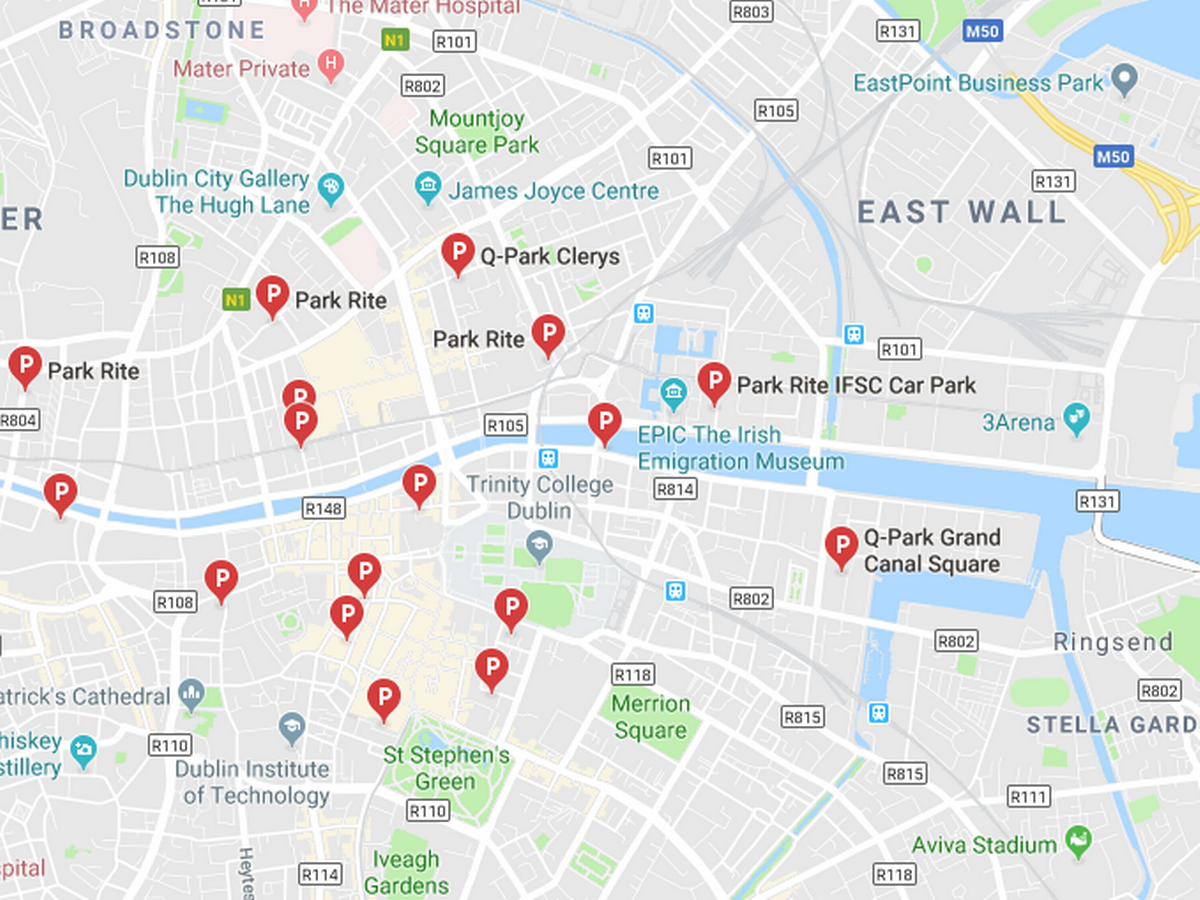 The Mater Hospital
R803
R131
M50
BROADSTONE
N1
R101
Mater Private
H
R802
EastPoint Business Park
R105
Mountjoy
Square Park
R101
M50
R131
Dublin City Gallery
The Hugh Lane
James Joyce Centre
ER
EAST WALL
R108
P
Q-Park Clerys
N1
P
Park Rite
Park Rite
P
R101
P
Park Rite
P
Park Rite IFSC Car Park
P
P
R804
R105
P
3Arena
EPIC The Irish
Emigration Museum
P
P
Trinity College
Dublin
R814
R148
R131
P
Q-Park Grand
Canal Square
P
P
R108
P
P
R802
R802
Ringsend
P
R118
R802
atrick's Cathedral
P
Merrion
Square
R815
STELLA GARD
hiskey
stillery
R110
St Stephen's
Green
Dublin Institute
of Technology
R815
R110
R111
Aviva Stadium
spital
Heytes
R114
Iveagh
Gardens
R118